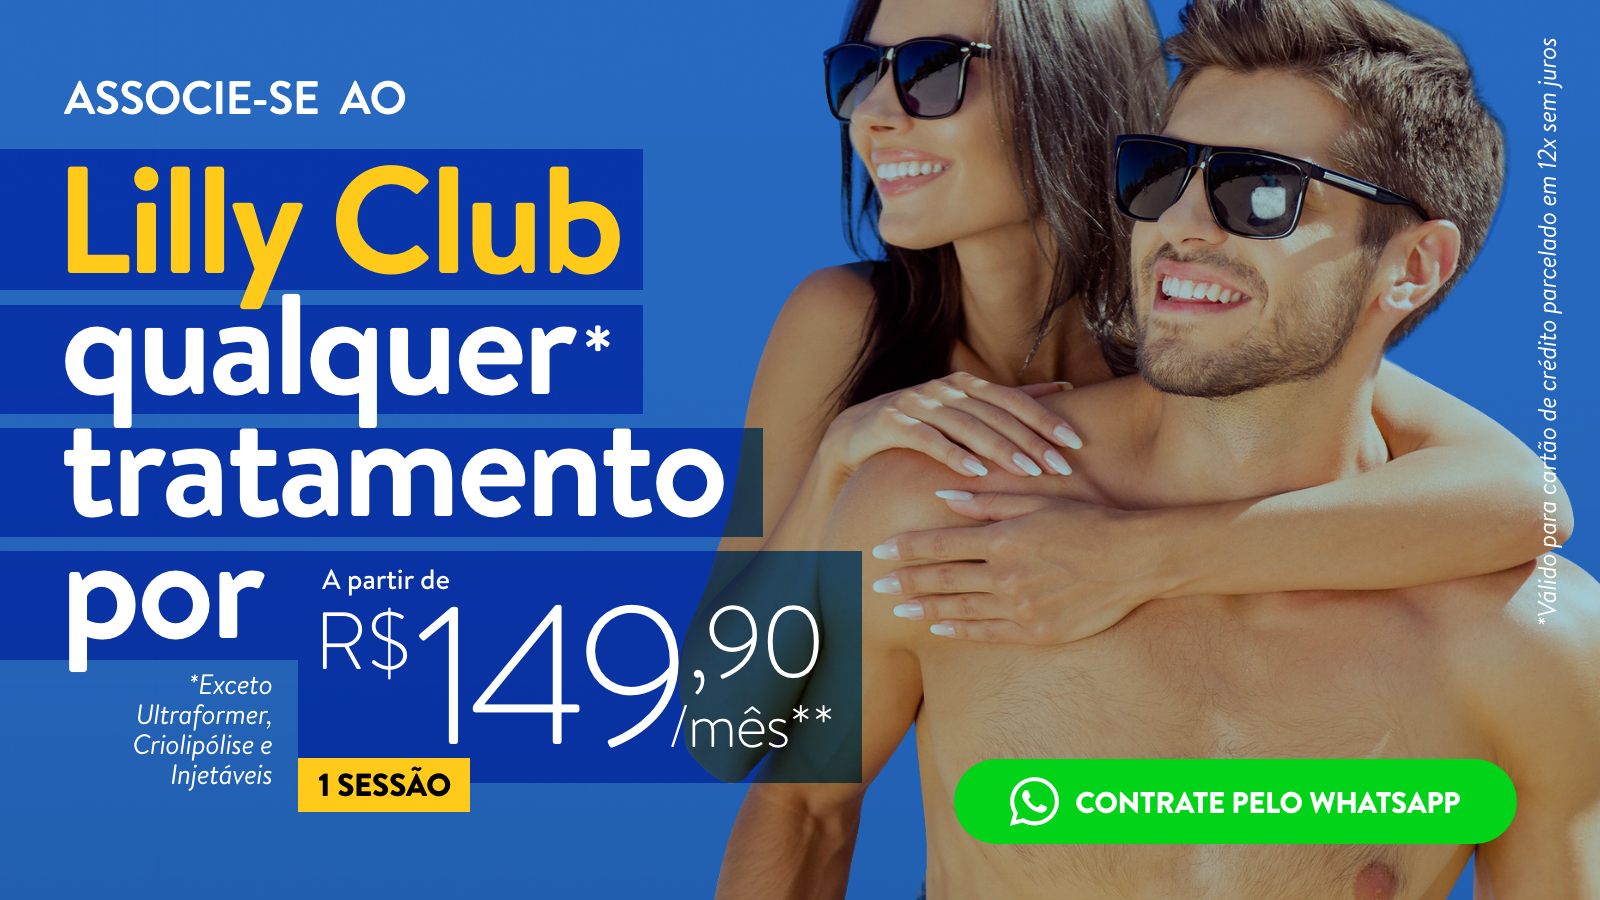 ASSOCIE-SE AO
Lilly Club
qualquer*
tratamento
por
A partir de
R$149,90
/mês**
*Exceto
Ultraformer,
Criolipólise e
Injetáveis
1 SESSÃO
CONTRATE PELO WHATSAPP
*Válido para cartão de crédito parcelado em 12x sem juros